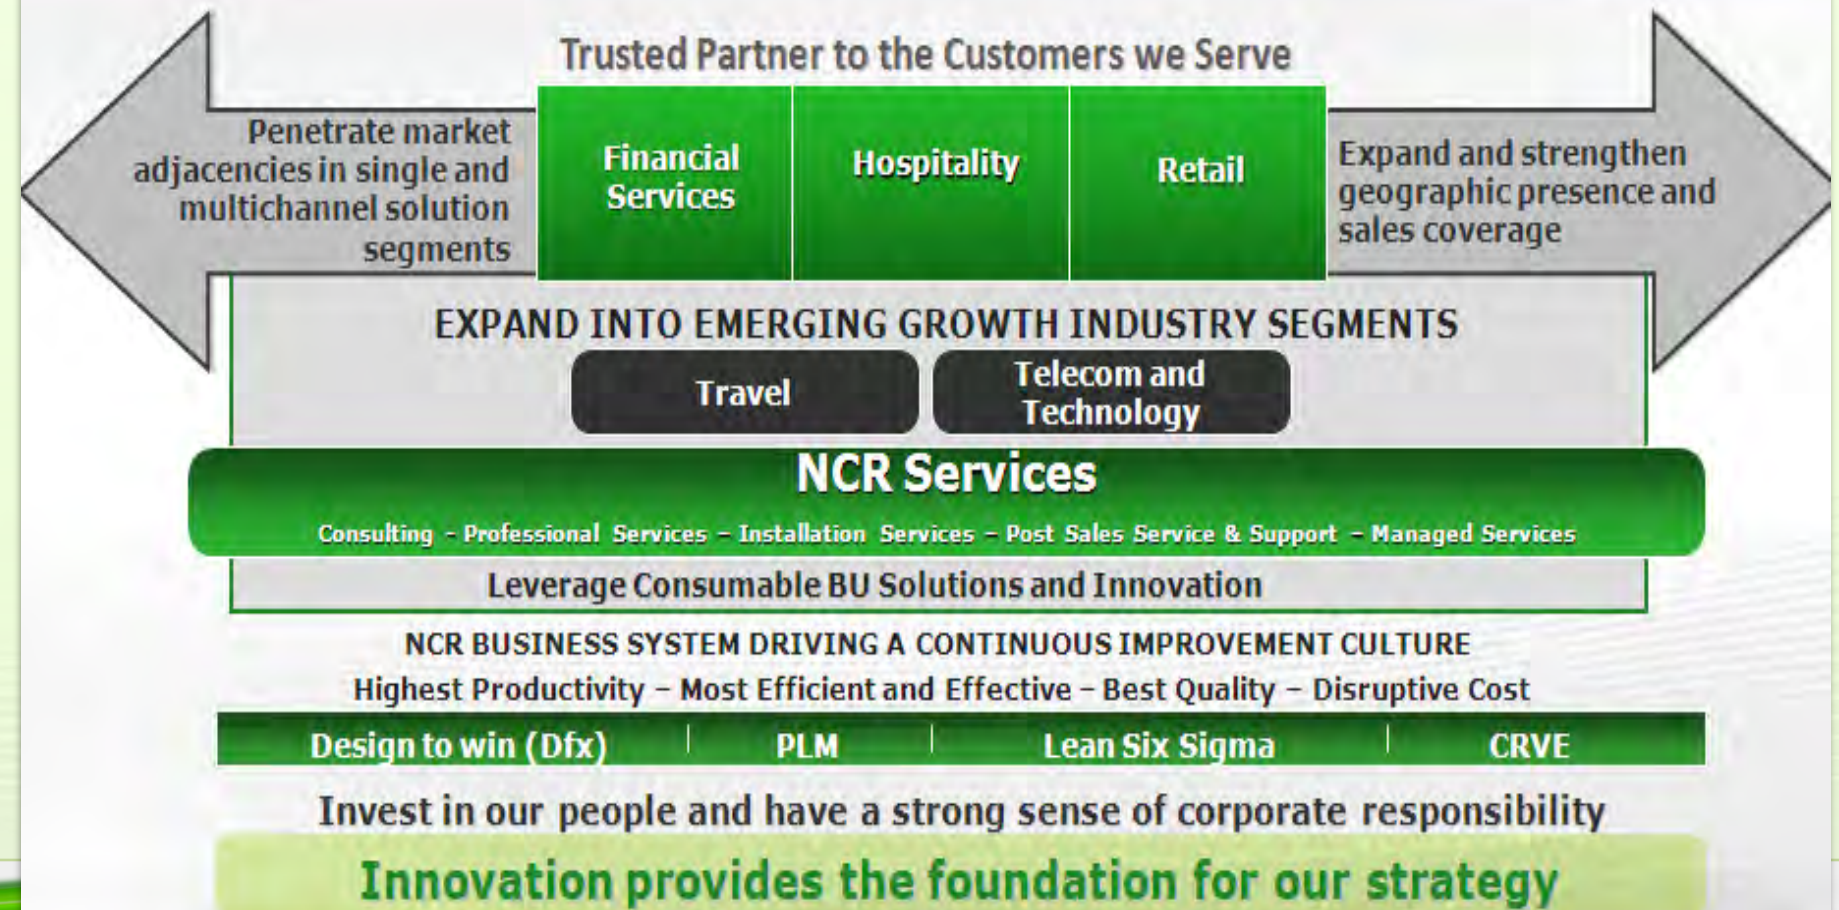 Trusted Partner to the Customers we Serve
Penetrate market
adjacencies in single and
multichannel solution
segments
Financial
Services
Hospitality
Retail
Expand and strengthen
geographic presence and
sales coverage
EXPAND INTO EMERGING GROWTH INDUSTRY SEGMENTS
Travel
Telecom and
Technology
NCR Services
Consulting - Professional Services – Installation Services – Post Sales Service & Support – Managed Services
Leverage Consumable BU Solutions and Innovation
NCR BUSINESS SYSTEM DRIVING A CONTINUOUS IMPROVEMENT CULTURE
Highest Productivity – Most Efficient and Effective – Best Quality – Disruptive Cost
Design to win (Dfx)
PLM
Lean Six Sigma
CRVE
Invest in our people and have a strong sense of corporate responsibility
Innovation provides the foundation for our strategy